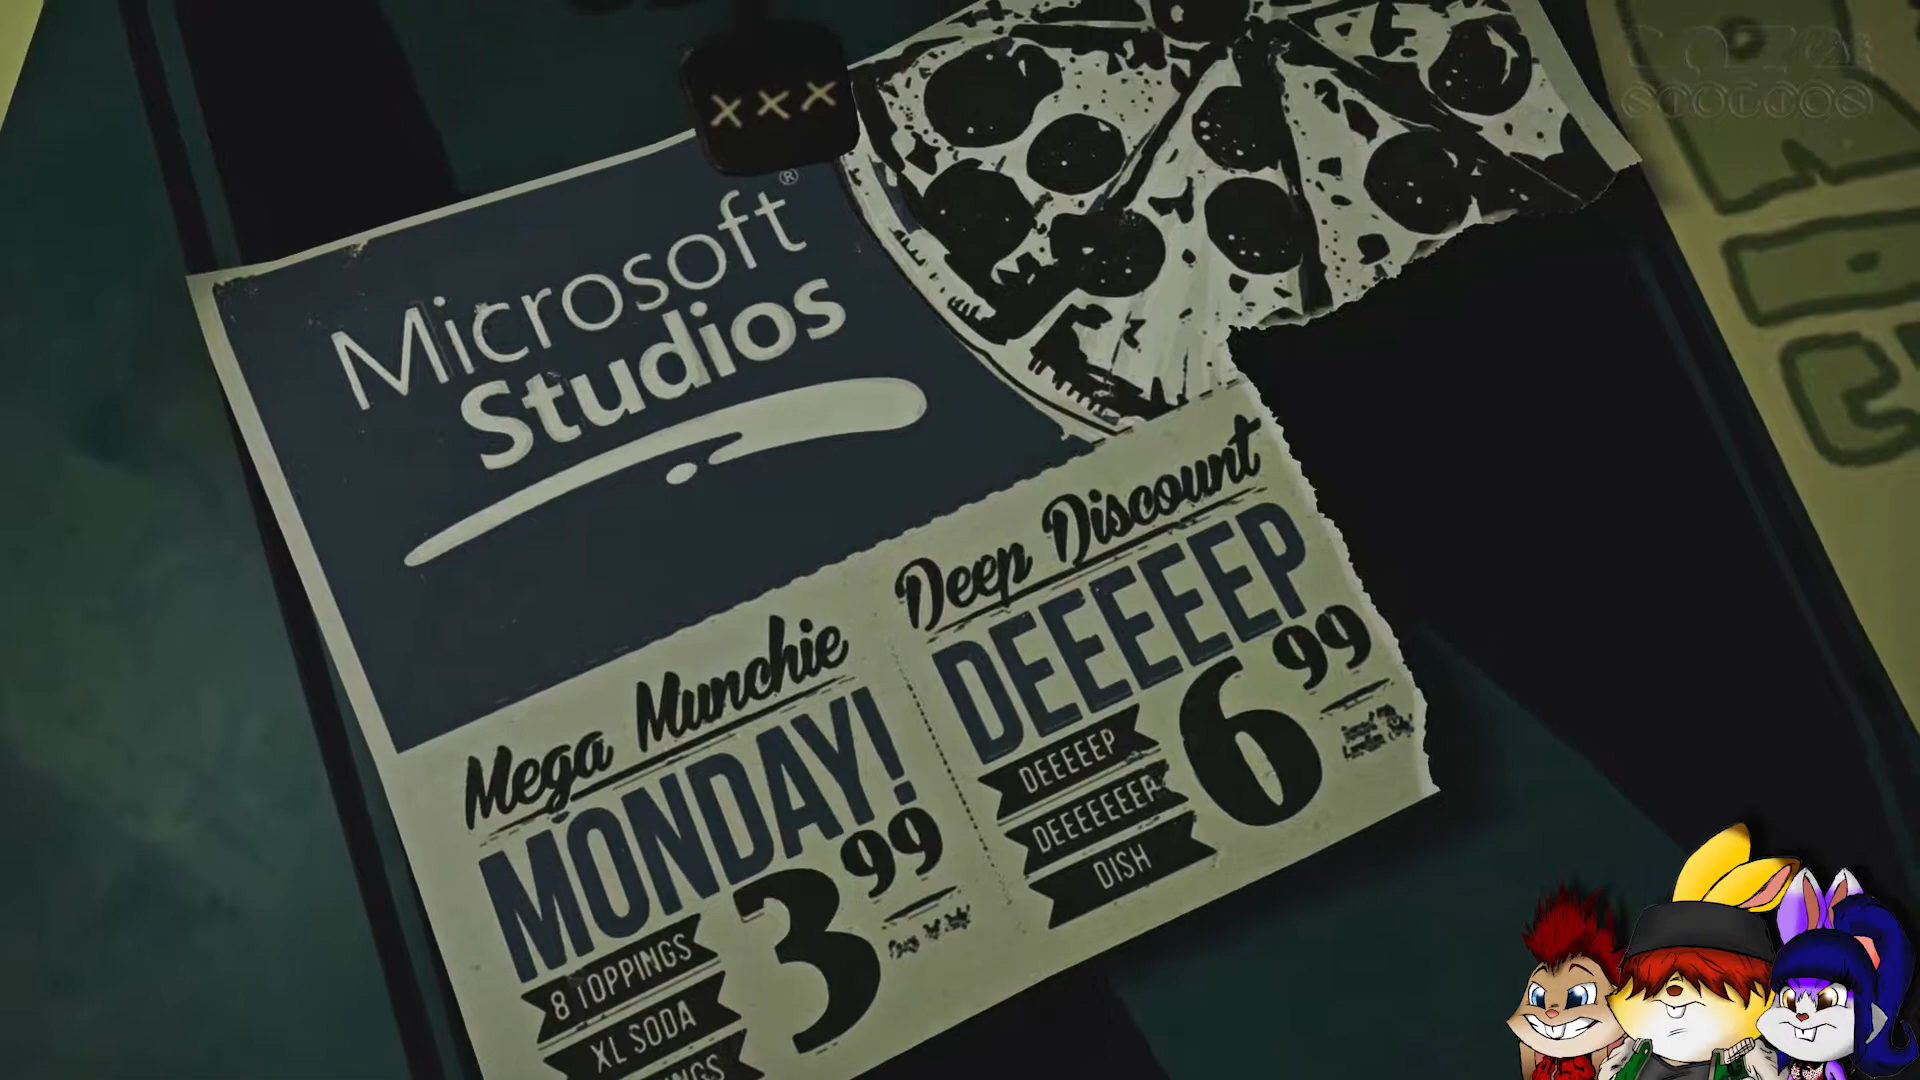 XXX
Microsoft®
Studios
Deep Discount
DEEEEEP
6 99
DEEEEEP
DEEEEEEEP
DISH
Mega Munchie
MONDAY!
3 99
8 TOPPINGS
XL SODA